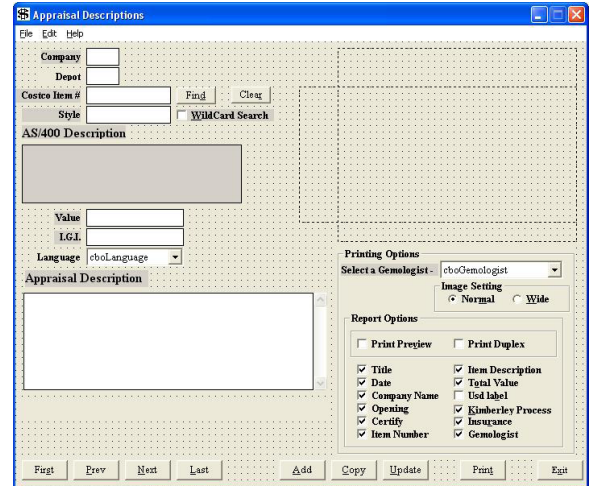 Appraisal Descriptions
File Edit Help
Company
Depot
Costco Item # Find Clear
Style WildCard Search
AS/400 Description
Value
I.G.I.
Language cboLanguage
Appraisal Description
Printing Options
Select a Gemologist - cboGemologist
Image Setting
Normal Wide
Report Options
Print Preview Print Duplex
Title Item Description
Date Total Value
Company Name Usd label
Opening Kimberley Process
Certify Insurance
Item Number Gemologist
First Prev Next Last Add Copy Update Print Exit